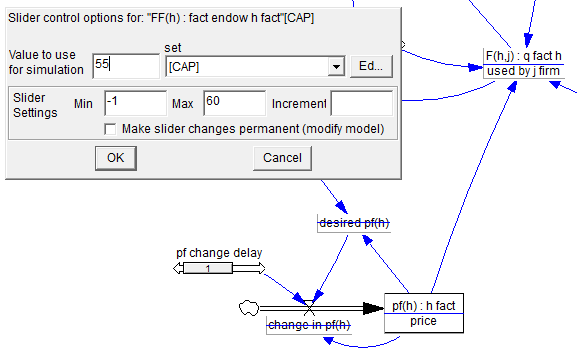 Slider control options for: "FF(h) : fact endow h fact"[CAP]
Value to use
for simulation
55
set
[CAP]
Ed...
Slider
Settings
Min
-1
Max
60
Increment
Make slider changes permanent (modify model)
OK
Cancel
F(h,j) : q fact h
used by j firm
desired pf(h)
pf change delay
1
change in pf(h)
pf(h) : h fact
price